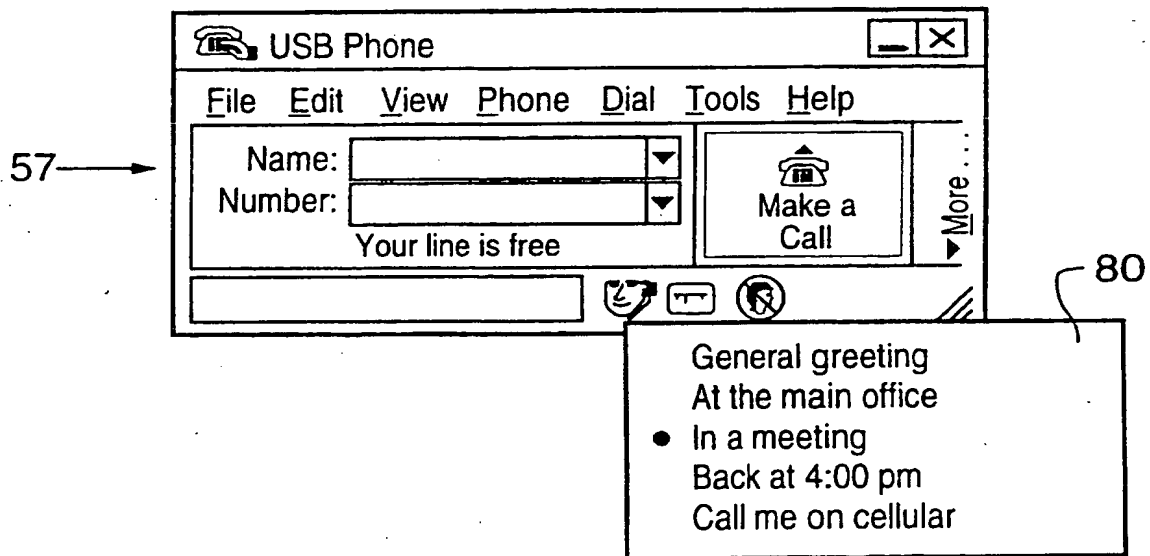 USB Phone
File Edit View Phone Dial Tools Help
57
Name:
Number:
Your line is free
Make a
Call
More...
80
General greeting
At the main office
In a meeting
Back at 4:00 pm
Call me on cellular